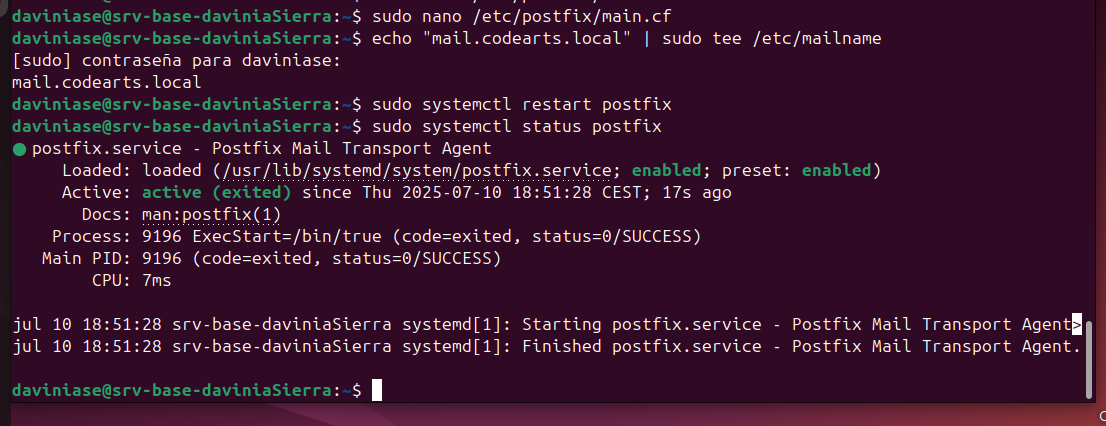 daviniase@srv-base-daviniaSierra:~$ sudo nano /etc/postfix/main.cf
daviniase@srv-base-daviniaSierra:~$ echo "mail.codearts.local" | sudo tee /etc/mailname
[sudo] contraseña para daviniase:
mail.codearts.local
daviniase@srv-base-daviniaSierra:~$ sudo systemctl restart postfix
daviniase@srv-base-daviniaSierra:~$ sudo systemctl status postfix
● postfix.service - Postfix Mail Transport Agent
     Loaded: loaded (/usr/lib/systemd/system/postfix.service; enabled; preset: enabled)
     Active: active (exited) since Thu 2025-07-10 18:51:28 CEST; 17s ago
       Docs: man:postfix(1)
    Process: 9196 ExecStart=/bin/true (code=exited, status=0/SUCCESS)
   Main PID: 9196 (code=exited, status=0/SUCCESS)
        CPU: 7ms
jul 10 18:51:28 srv-base-daviniaSierra systemd[1]: Starting postfix.service - Postfix Mail Transport Agent>
jul 10 18:51:28 srv-base-daviniaSierra systemd[1]: Finished postfix.service - Postfix Mail Transport Agent.
daviniase@srv-base-daviniaSierra:~$